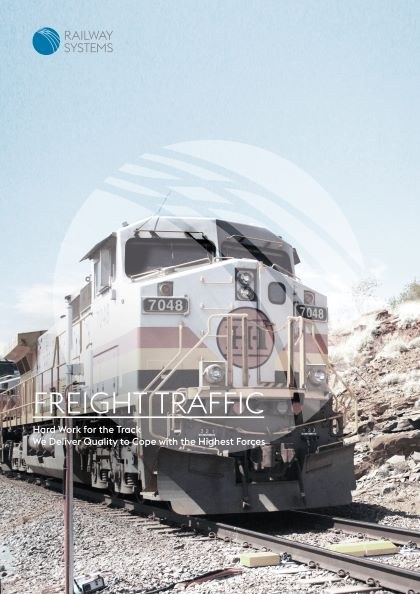 RAILWAY
SYSTEMS
7048
7048
FREIGHT TRAFFIC
Hard Work for the Track
We Deliver Quality to Cope with the Highest Forces